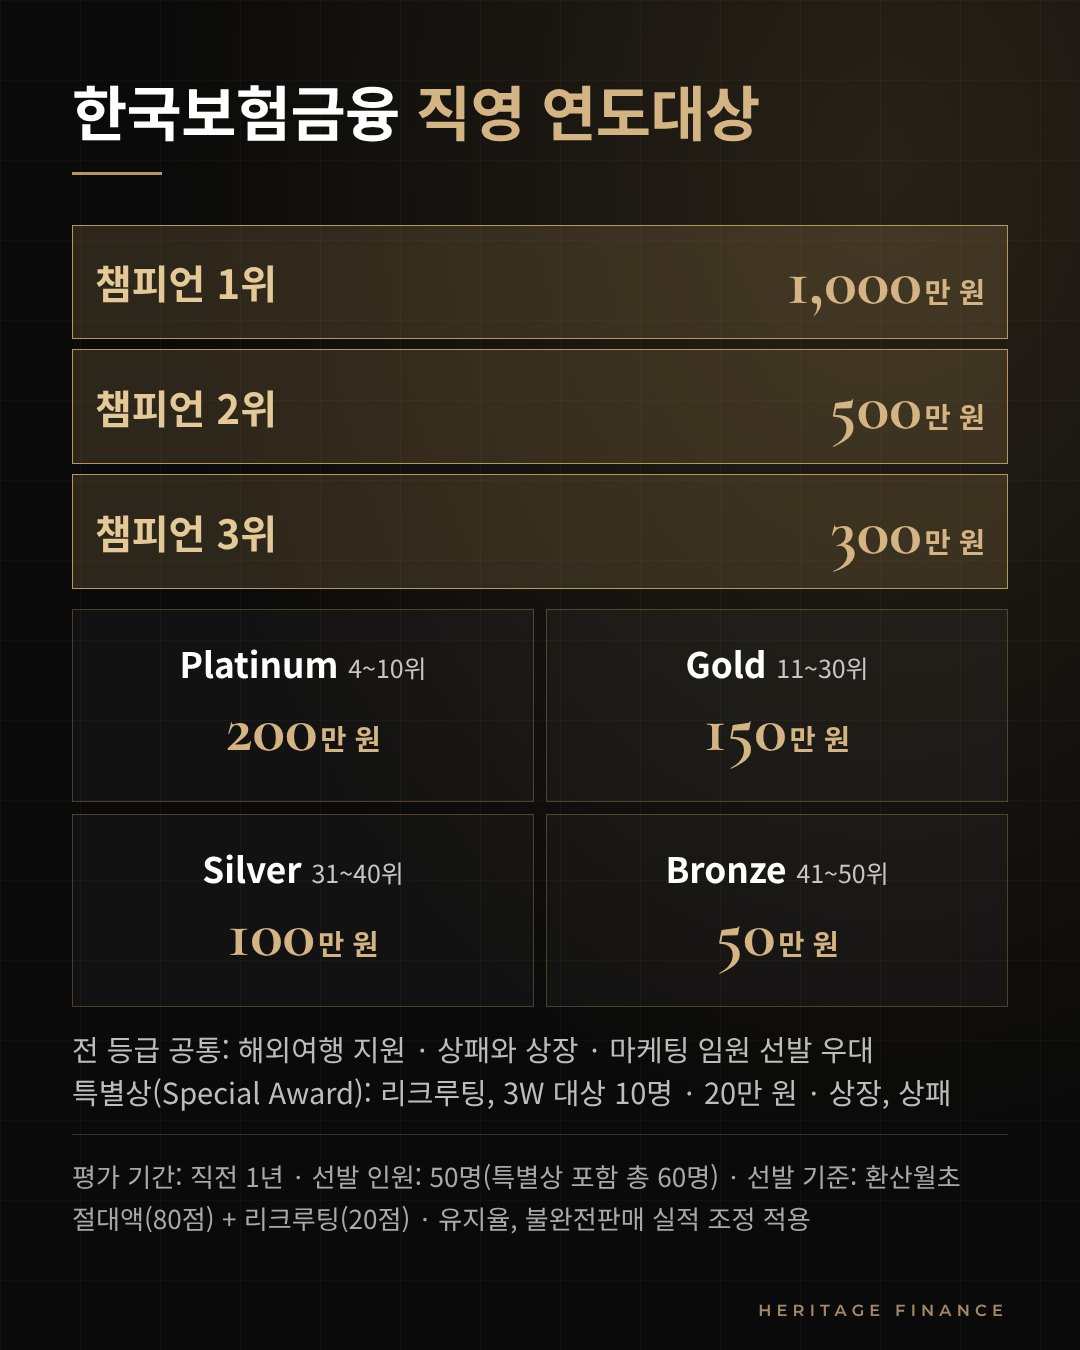 한국보험금융 직영 연도대상
챔피언 1위
1,000만 원
챔피언 2위
500만 원
챔피언 3위
300만 원
Platinum 4~10위
200만 원
Gold 11~30위
150만 원
Silver 31~40위
100만 원
Bronze 41~50위
50만 원
전 등급 공통: 해외여행 지원 · 상패와 상장 · 마케팅 임원 선발 우대
특별상(Special Award): 리크루팅, 3W 대상 10명 · 20만 원 · 상장, 상패
평가 기간: 직전 1년 · 선발 인원: 50명(특별상 포함 총 60명) · 선발 기준: 환산월초
절대액(80점) + 리크루팅(20점) · 유지율, 불완전판매 실적 조정 적용
HERITAGE FINANCE